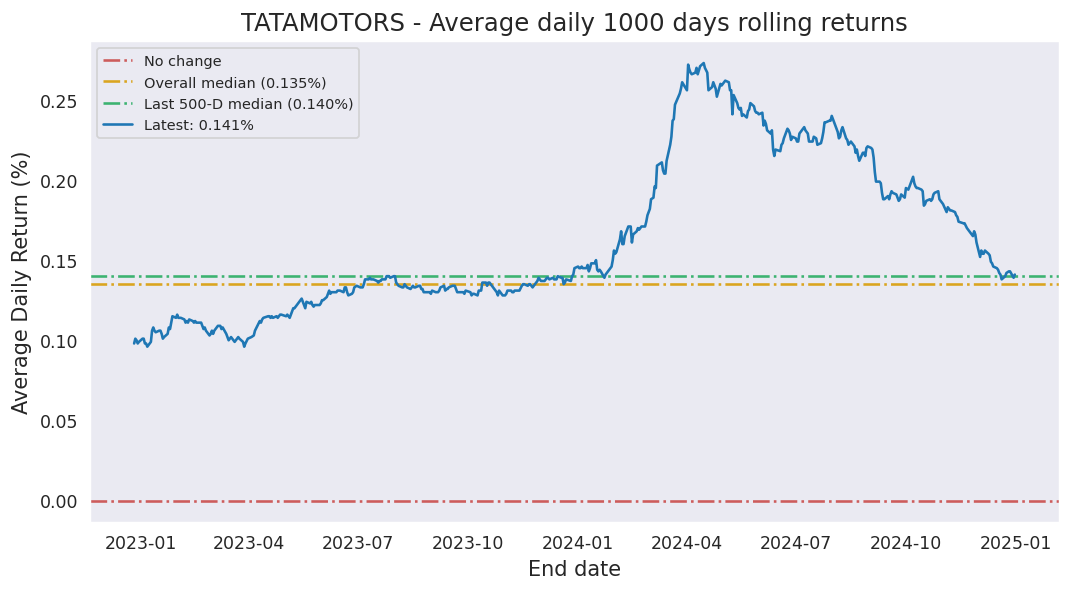 TATAMOTORS - Average daily 1000 days rolling returns
No change
Overall median (0.135%)
Last 500-D median (0.140%)
Latest: 0.141%
Average Daily Return (%)
0.25
0.20
0.15
0.10
0.05
0.00
2023-01 2023-04 2023-07 2023-10 2024-01 2024-04 2024-07 2024-10 2025-01
End date